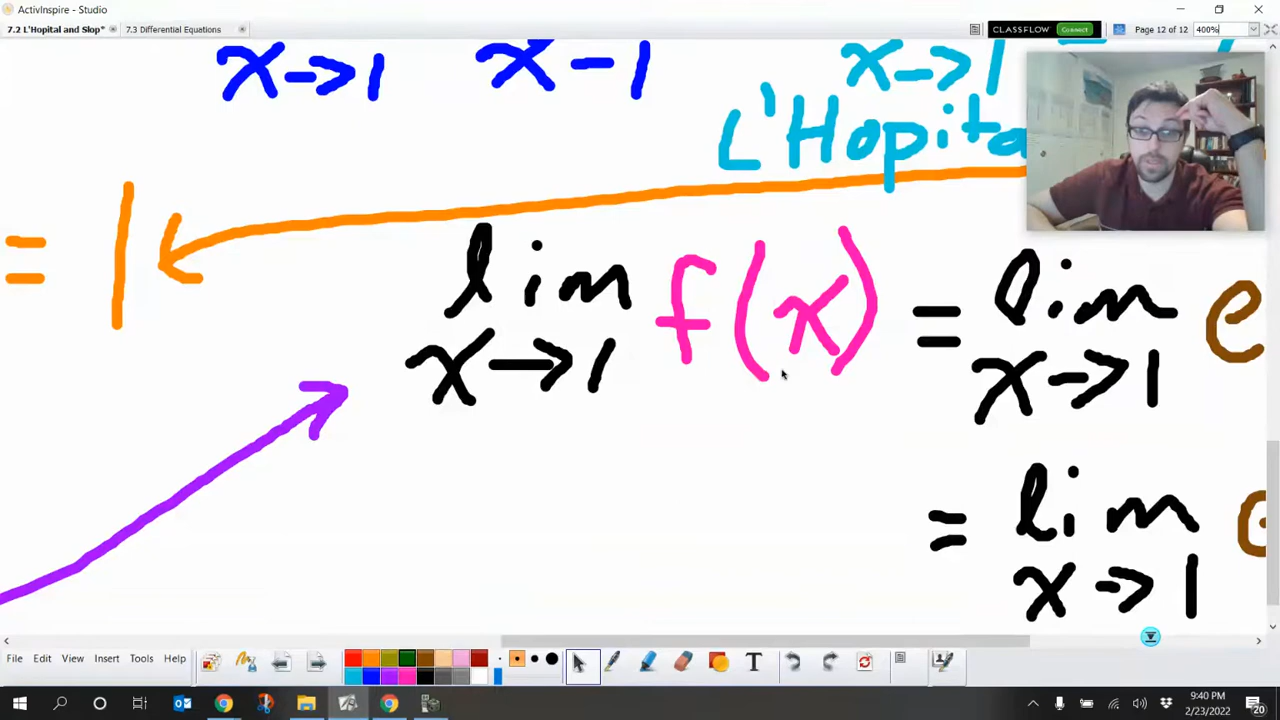 ActivInspire - Studio
7.2 L'Hopital and Slop*
7.3 Differential Equations
CLASSFLOW Connect
Page 12 of 12
400%
x→1 x-1 x→1
L'Hopita
= 1
lim f(x) = lim e
x→1 x→1
= lim
x→1
File Edit View Insert Tools Help
T
9:40 PM
2/23/2022
20